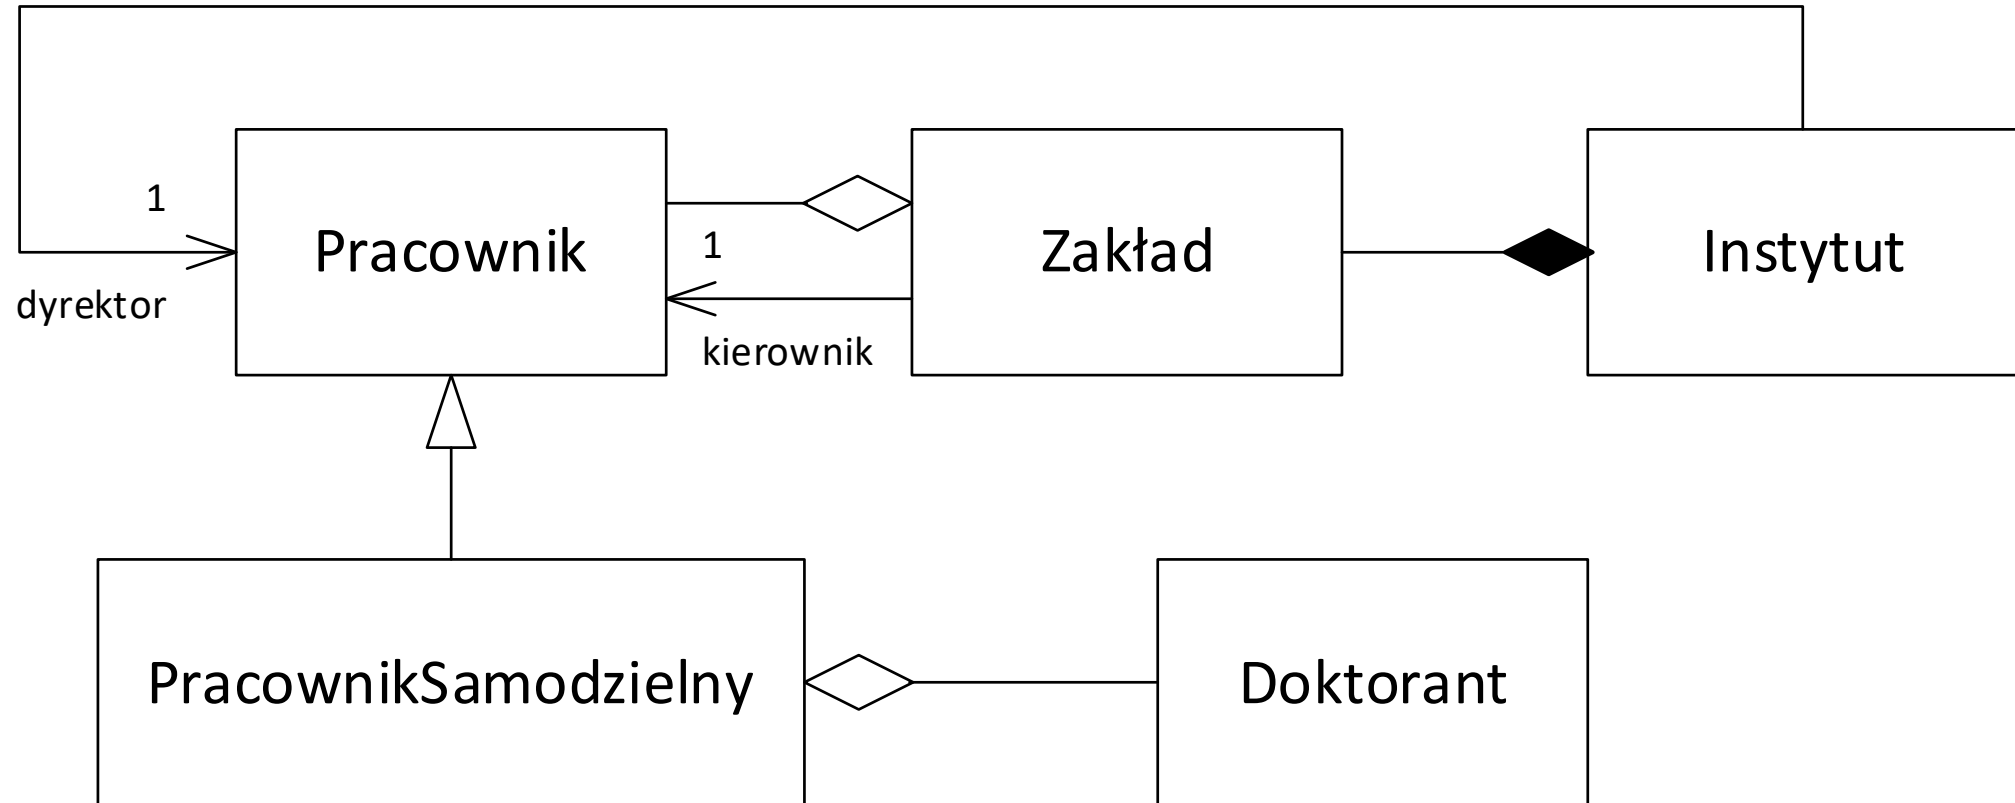 1
Pracownik
1
Zakład
Instytut
dyrektor
kierownik
PracownikSamodzielny
Doktorant